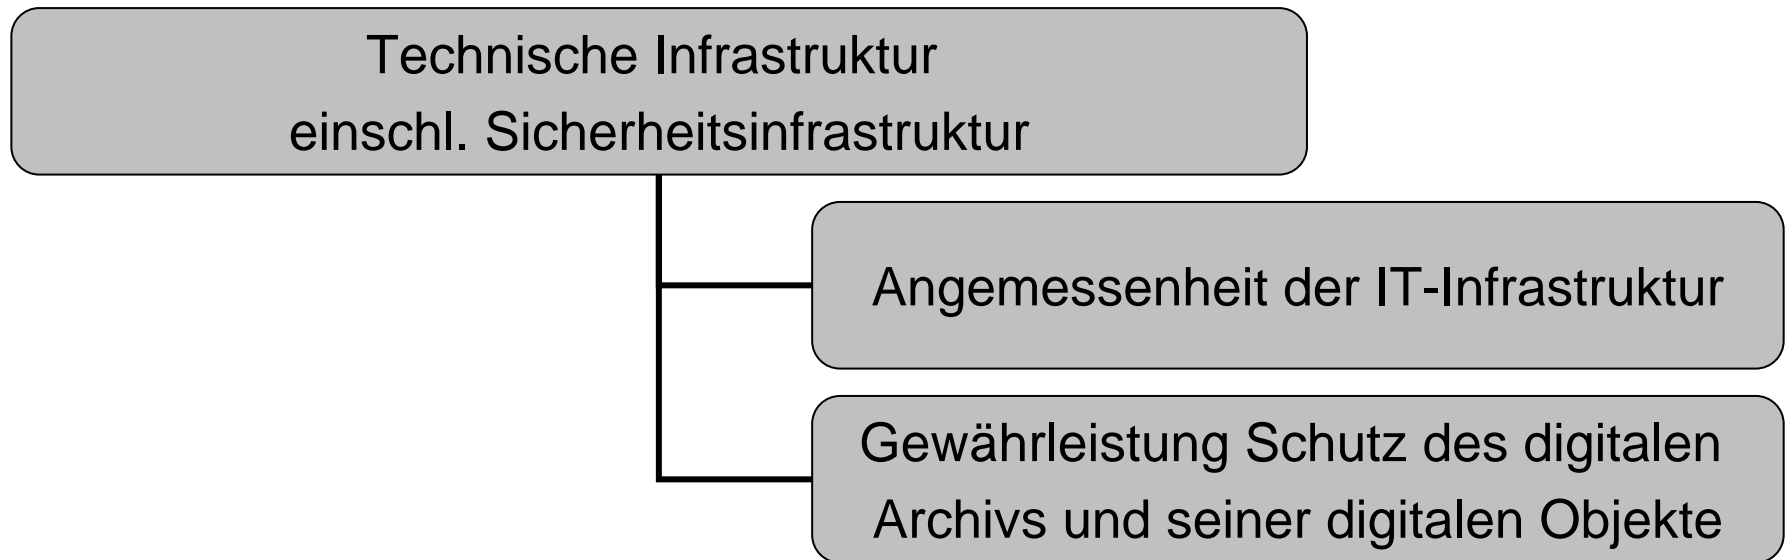 Technische Infrastruktur
einschl. Sicherheitsinfrastruktur
Angemessenheit der IT-Infrastruktur
Gewährleistung Schutz des digitalen
Archivs und seiner digitalen Objekte